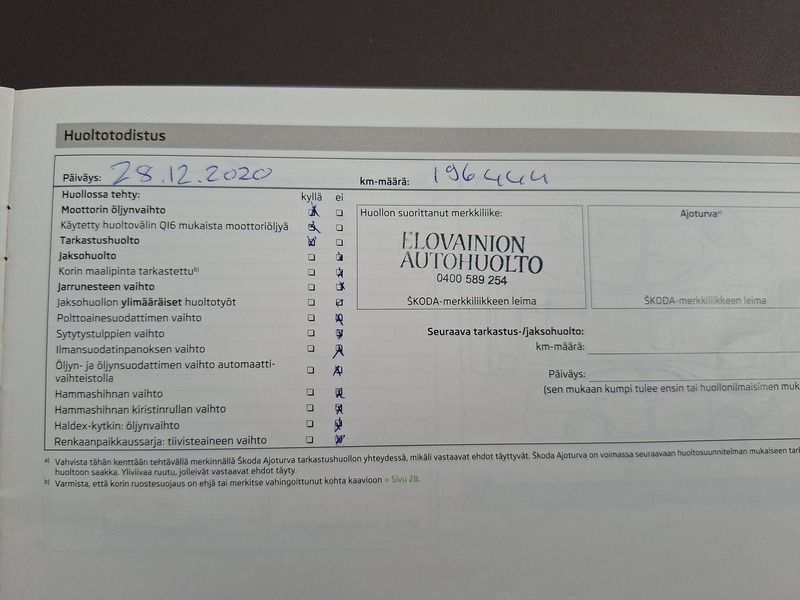 Huoltotodistus
Päiväys: 28.12.2020 km-määrä: 196444
Huollossa tehty: kyllä ei
Moottorin öljynvaihto
Käytetty huoltovälin QI6 mukaista moottoriöljyä
Tarkastushuolto
Jaksohuolto
Korin maalipinta tarkastettu b)
Jarrunesteen vaihto
Jaksohuollon ylimääräiset huoltotyöt
Polttoainesuodattimen vaihto
Sytytystulppien vaihto
Ilmansuodatinpanoksen vaihto
Öljyn- ja öljynsuodattimen vaihto automaatti-
vaihteistolla
Hammashihnan vaihto
Hammashihnan kiristinrullan vaihto
Haldex-kytkin: öljynvaihto
Renkaanpaikkaussarja: tiivisteaineen vaihto
Huollon suorittanut merkkiliike:
ELOVAINION
AUTOHUOLTO
0400 589 254
ŠKODA-merkkiliikkeen leima
Ajoturva a)
ŠKODA-merkkiliikkeen leima
Seuraava tarkastus-/jaksohuolto:
km-määrä:
Päiväys:
(sen mukaan kumpi tulee ensin tai huollonilmaisimen muk
a) Vahvista tähän kenttään tehtävällä merkinnällä Škoda Ajoturva tarkastushuollon yhteydessä, mikäli vastaavat ehdot täyttyvät. Škoda Ajoturva on voimassa seuraavaan huoltosuunnitelman mukaiseen tar
huoltoon saakka. Yliviivaa ruutu, jolleivät vastaavat ehdot täyty.
b) Varmista, että korin ruostesuojaus on ehjä tai merkitse vahingoittunut kohta kaavioon » Sivu 28.